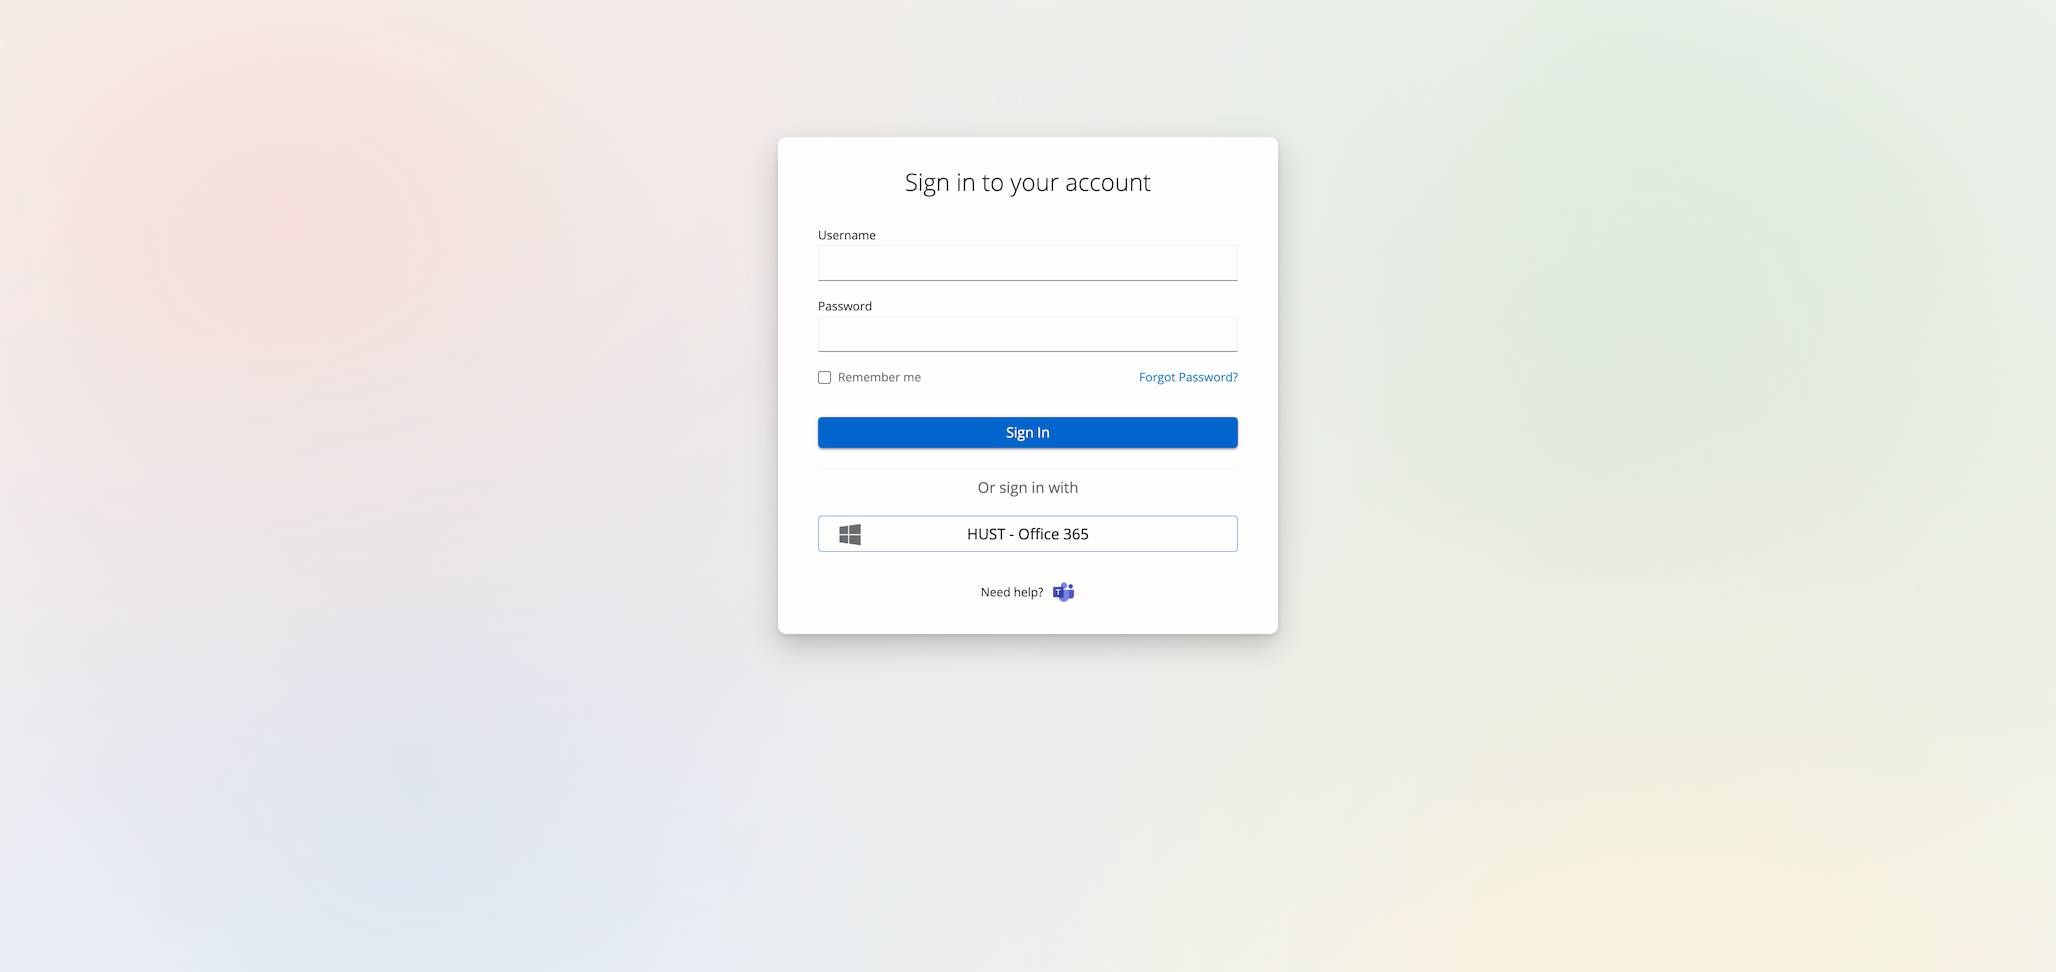 Sign in to your account
Username
Password
Remember me
Forgot Password?
Sign In
Or sign in with
HUST - Office 365
Need help?
T